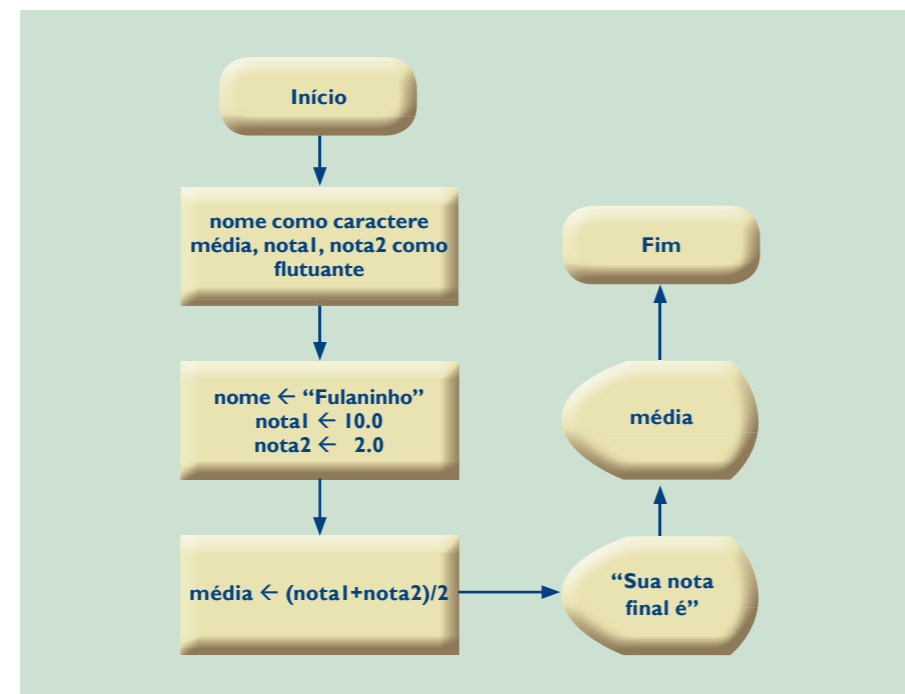 Início
nome como caractere
média, nota1, nota2 como
flutuante
nome ← “Fulaninho”
nota1 ← 10.0
nota2 ← 2.0
média ← (nota1+nota2)/2
“Sua nota
final é”
média
Fim